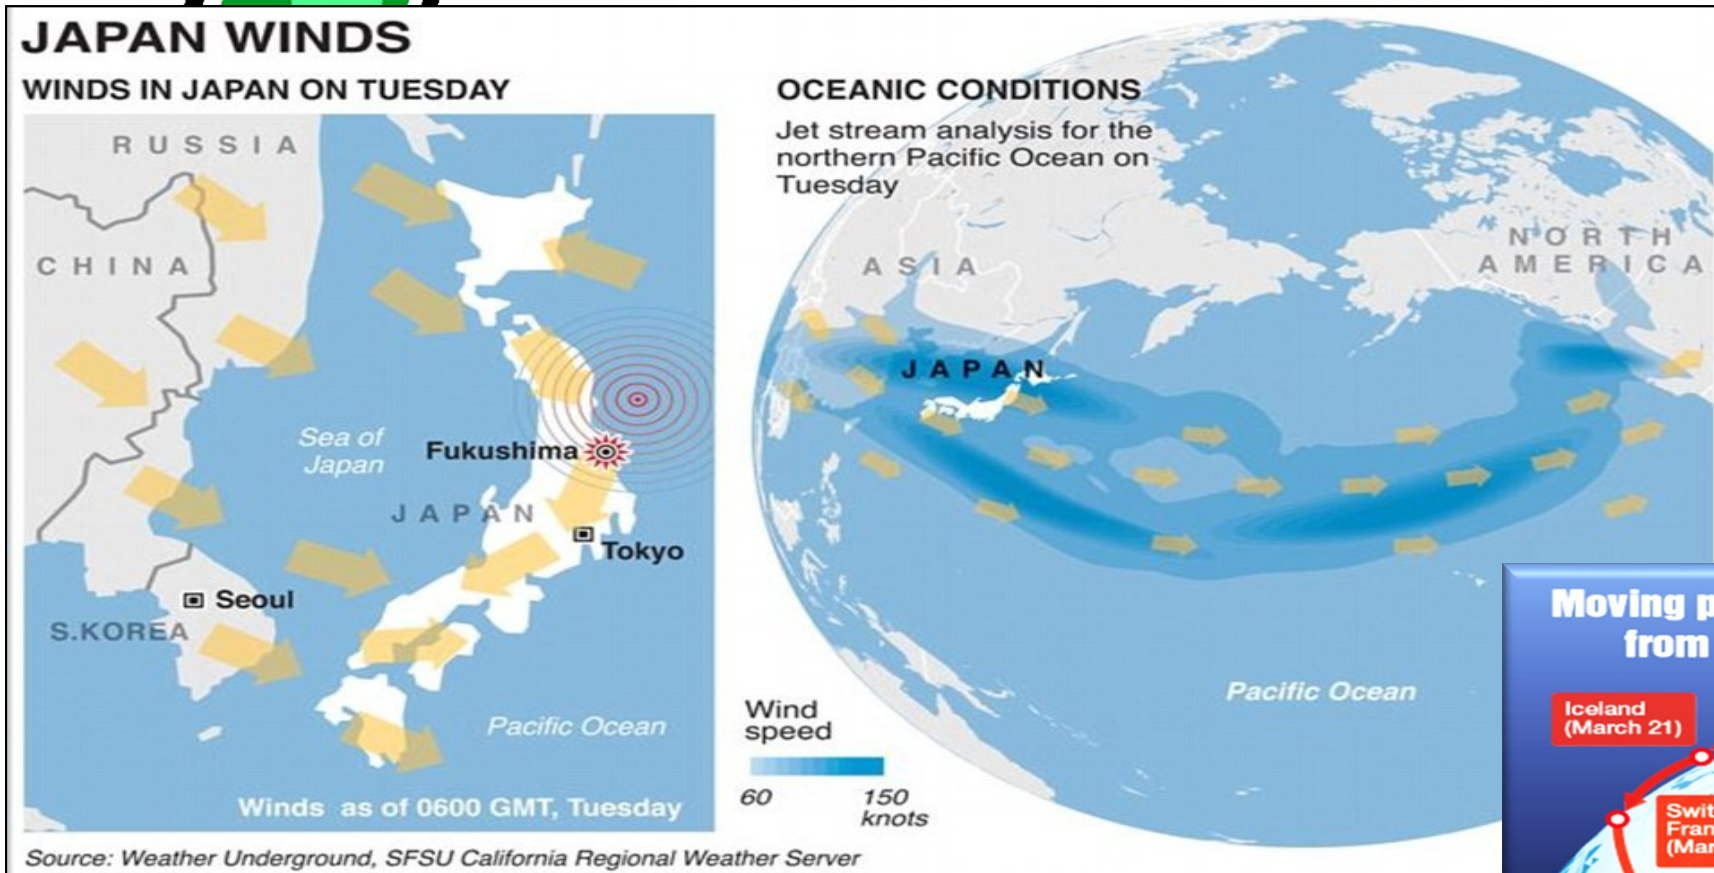 JAPAN WINDS
WINDS IN JAPAN ON TUESDAY
RUSSIA
CHINA
Sea of
Japan
Fukushima
JAPAN
Tokyo
Seoul
S.KOREA
Pacific Ocean
Winds as of 0600 GMT, Tuesday
Source: Weather Underground, SFSU California Regional Weather Server
OCEANIC CONDITIONS
Jet stream analysis for the
northern Pacific Ocean on
Tuesday
ASIA
NORTH
AMERICA
JAPAN
Pacific Ocean
Wind
speed
60 150
knots
Moving
from
Iceland
(March 21)